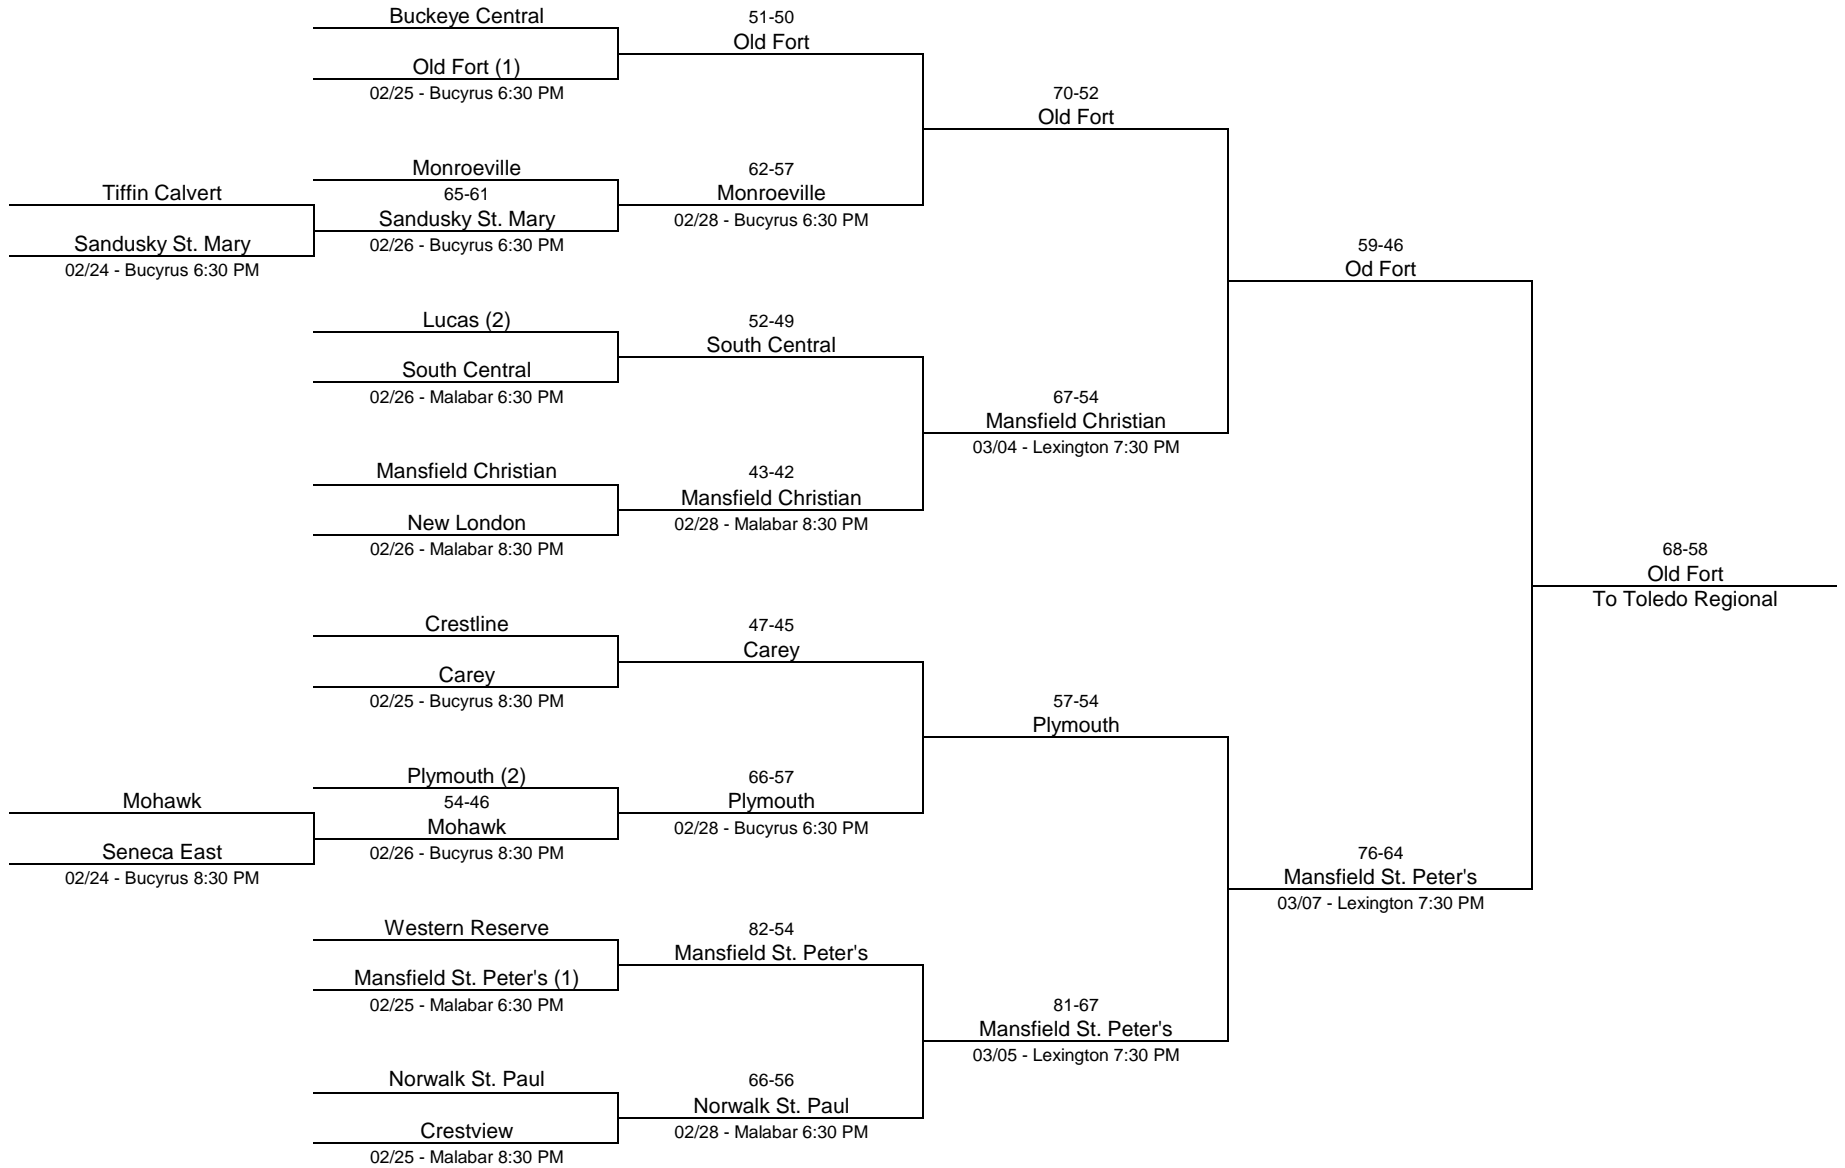 Buckeye Central
51-50
Old Fort
Old Fort (1)
02/25 - Bucyrus 6:30 PM
70-52
Old Fort
Monroeville
62-57
Tiffin Calvert
65-61
Monroeville
Sandusky St. Mary
02/28 - Bucyrus 6:30 PM
Sandusky St. Mary
02/26 - Bucyrus 6:30 PM
02/24 - Bucyrus 6:30 PM
59-46
Od Fort
Lucas (2)
52-49
South Central
South Central
02/26 - Malabar 6:30 PM
67-54
Mansfield Christian
03/04 - Lexington 7:30 PM
Mansfield Christian
43-42
Mansfield Christian
New London
02/28 - Malabar 8:30 PM
02/26 - Malabar 8:30 PM
68-58
Old Fort
To Toledo Regional
Crestline
47-45
Carey
Carey
02/25 - Bucyrus 8:30 PM
57-54
Plymouth
Plymouth (2)
66-57
Mohawk
54-46
Plymouth
Mohawk
02/28 - Bucyrus 6:30 PM
Seneca East
02/26 - Bucyrus 8:30 PM
02/24 - Bucyrus 8:30 PM
76-64
Mansfield St. Peter's
03/07 - Lexington 7:30 PM
Western Reserve
82-54
Mansfield St. Peter's
Mansfield St. Peter's (1)
02/25 - Malabar 6:30 PM
81-67
Mansfield St. Peter's
03/05 - Lexington 7:30 PM
Norwalk St. Paul
66-56
Norwalk St. Paul
Crestview
02/28 - Malabar 6:30 PM
02/25 - Malabar 8:30 PM